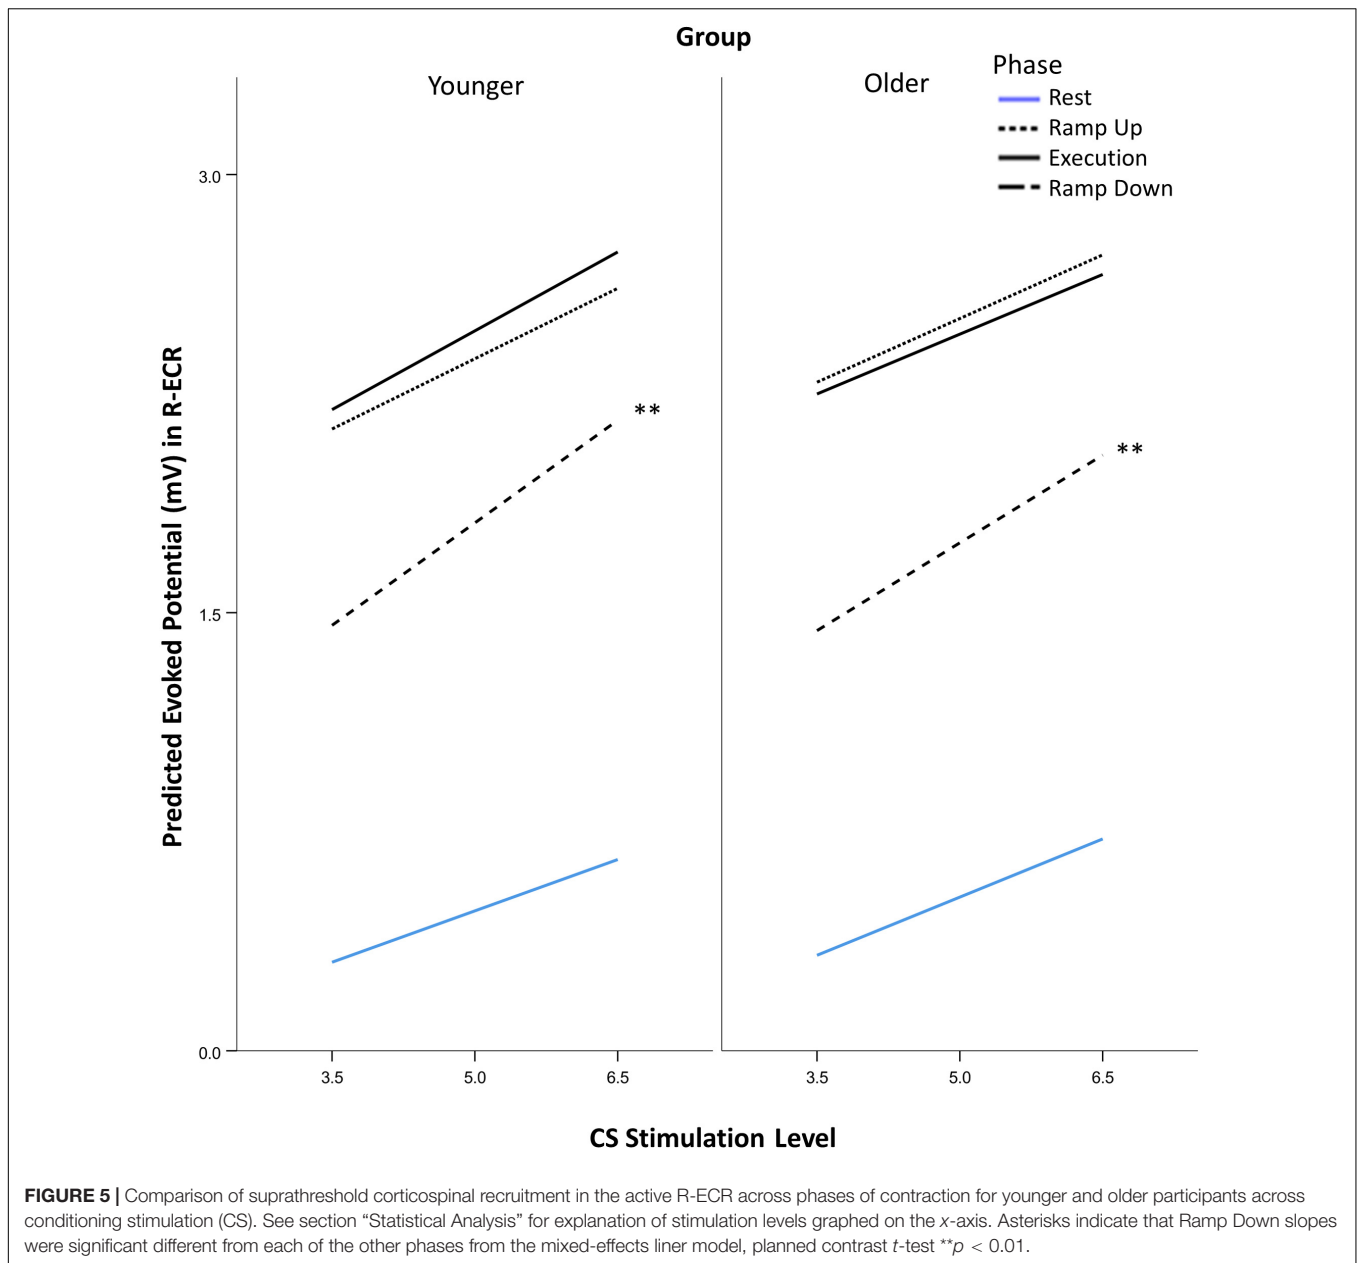 Group
Younger
Older
Phase
Rest
Ramp Up
Execution
Ramp Down
3.0
1.5
0.0
Predicted Evoked Potential (mV) in R-ECR
**
**
3.5 5.0 6.5
3.5 5.0 6.5
CS Stimulation Level
FIGURE 5 | Comparison of suprathreshold corticospinal recruitment in the active R-ECR across phases of contraction for younger and older participants across
conditioning stimulation (CS). See section “Statistical Analysis” for explanation of stimulation levels graphed on the x-axis. Asterisks indicate that Ramp Down slopes
were significant different from each of the other phases from the mixed-effects liner model, planned contrast t-test **p < 0.01.